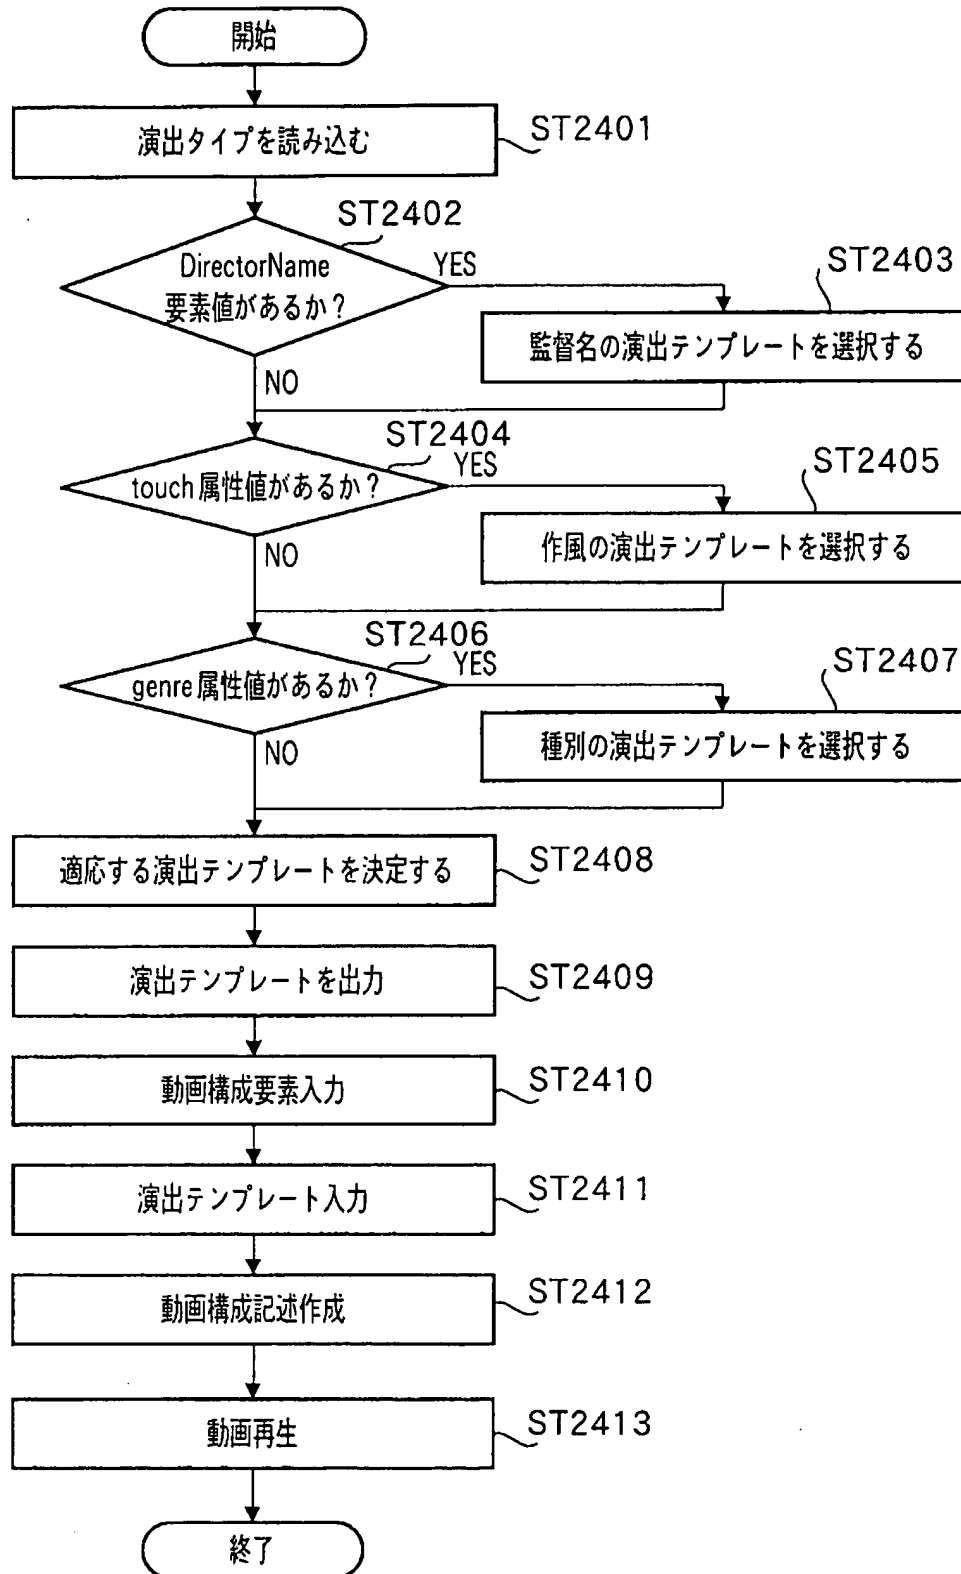 開始
演出タイプを読み込む
ST2401
ST2402
DirectorName
要素値があるか？
YES
ST2403
監督名の演出テンプレートを選択する
NO
ST2404
touch属性値があるか？
YES
ST2405
作風の演出テンプレートを選択する
NO
ST2406
genre属性値があるか？
YES
ST2407
種別の演出テンプレートを選択する
NO
適応する演出テンプレートを決定する
ST2408
演出テンプレートを出力
ST2409
動画構成要素入力
ST2410
演出テンプレート入力
ST2411
動画構成記述作成
ST2412
動画再生
ST2413
終了